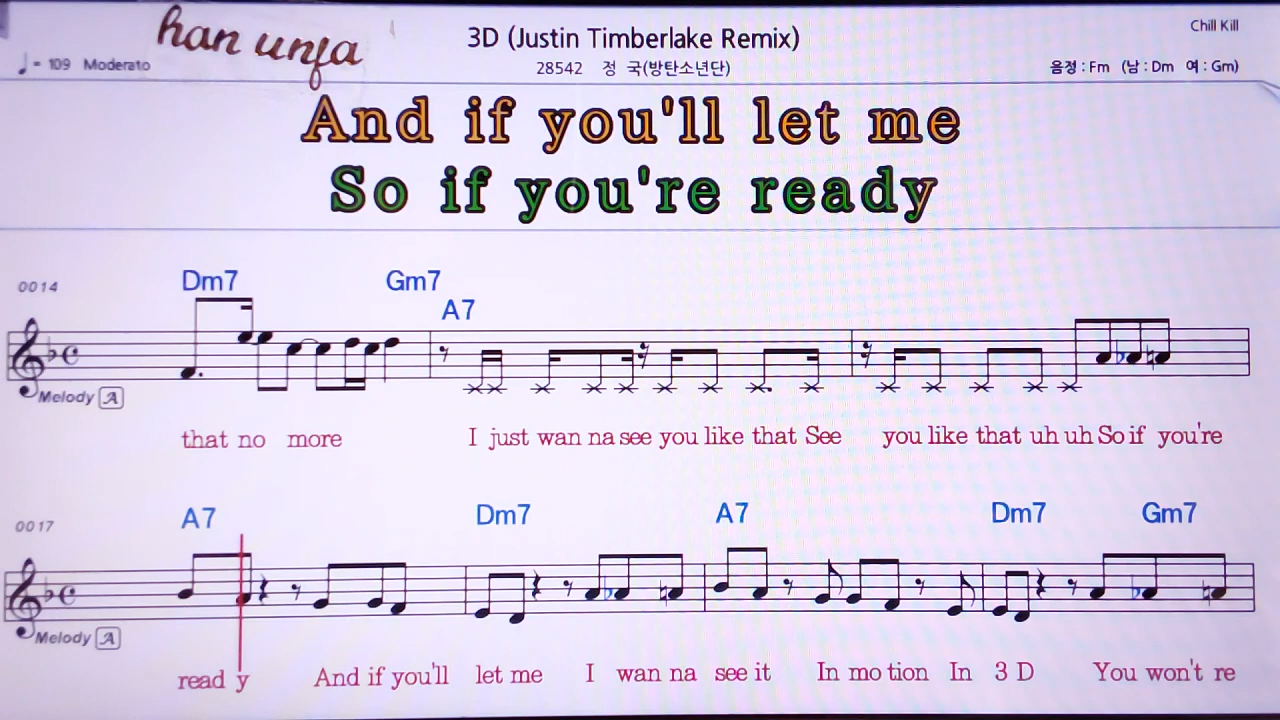 han unfa
3D (Justin Timberlake Remix)
Chill Kill
♩= 109 Moderato
28542 정 국(방탄소년단)
음정 : Fm (남 : Dm 여 : Gm)
And if you'll let me
So if you're ready
0014
Dm7 Gm7
A7
Melody A
that no more I just wan na see you like that See you like that uh uh So if you're
0017
A7 Dm7 A7 Dm7 Gm7
Melody A
read y And if you'll let me I wan na see it In mo tion In 3 D You won't re